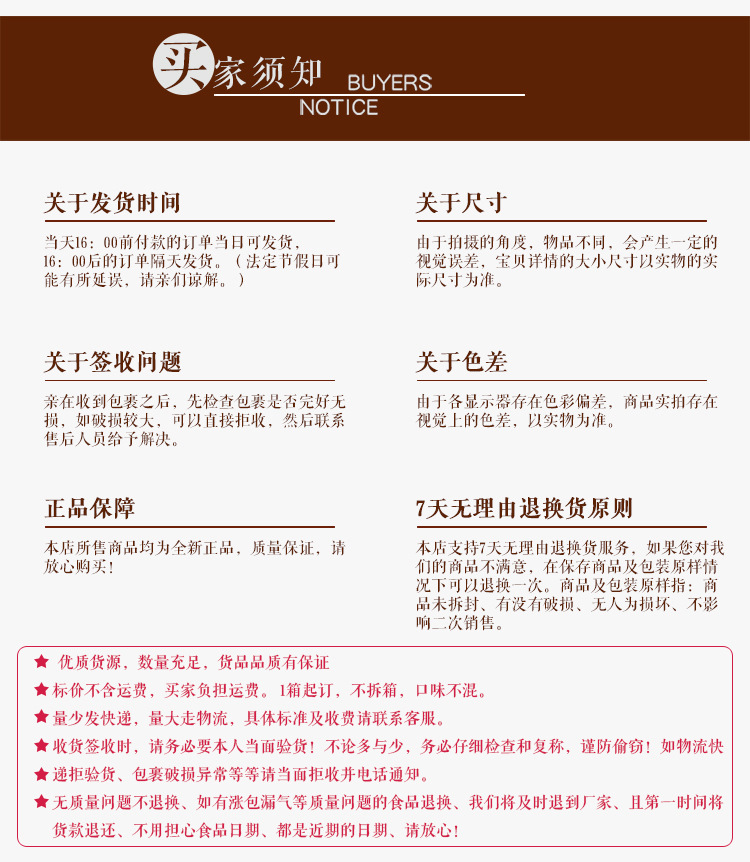 买家须知 BUYERS
NOTICE
关于发货时间
当天16：00前付款的订单当日可发货，
16：00后的订单隔天发货。（法定节假日可
能有所延误，请亲们谅解。）
关于尺寸
由于拍摄的角度，物品不同，会产生一定的
视觉误差，宝贝详情的大小尺寸以实物的实
际尺寸为准。
关于签收问题
亲在收到包裹之后，先检查包裹是否完好无
损，如破损较大，可以直接拒收，然后联系
售后人员给予解决。
关于色差
由于各显示器存在色彩偏差，商品实拍存在
视觉上的色差，以实物为准。
正品保障
本店所售商品均为全新正品，质量保证，请
放心购买！
7天无理由退换货原则
本店支持7天无理由退换货服务，如果您对我
们的商品不满意，在保存商品及包装原样情
况下可以退换一次。商品及包装原样指：商
品未拆封、有没有破损、无人为损坏、不影
响二次销售。
★ 优质货源，数量充足，货品品质有保证
★ 标价不含运费，买家负担运费。1箱起订，不拆箱，口味不混。
★ 量少发快递，量大走物流，具体标准及收费请联系客服。
★ 收货签收时，请务必要本人当面验货！不论多与少，务必仔细检查和复称，谨防偷窃！如物流快
★ 递拒验货、包裹破损异常等等请当面拒收并电话通知。
★ 无质量问题不退换、如有涨包漏气等质量问题的食品退换、我们将及时退到厂家、且第一时间将
货款退还、不用担心食品日期、都是近期的日期、请放心！